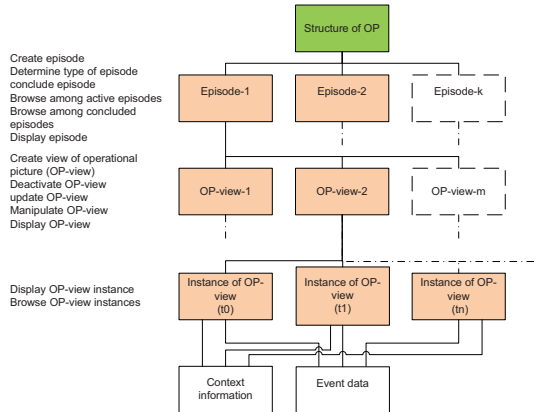 Structure of OP
Create episode
Determine type of episode
conclude episode
Browse among active episodes
Browse among concluded
episodes
Display episode
Episode-1
Episode-2
Episode-k
Create view of operational
picture (OP-view)
Deactivate OP-view
update OP-view
Manipulate OP-view
Display OP-view
OP-view-1
OP-view-2
OP-view-m
Display OP-view instance
Browse OP-view instances
Instance of OP-
view
(t0)
Instance of OP-
view
(t1)
Instance of OP-
view
(tn)
Context
information
Event data